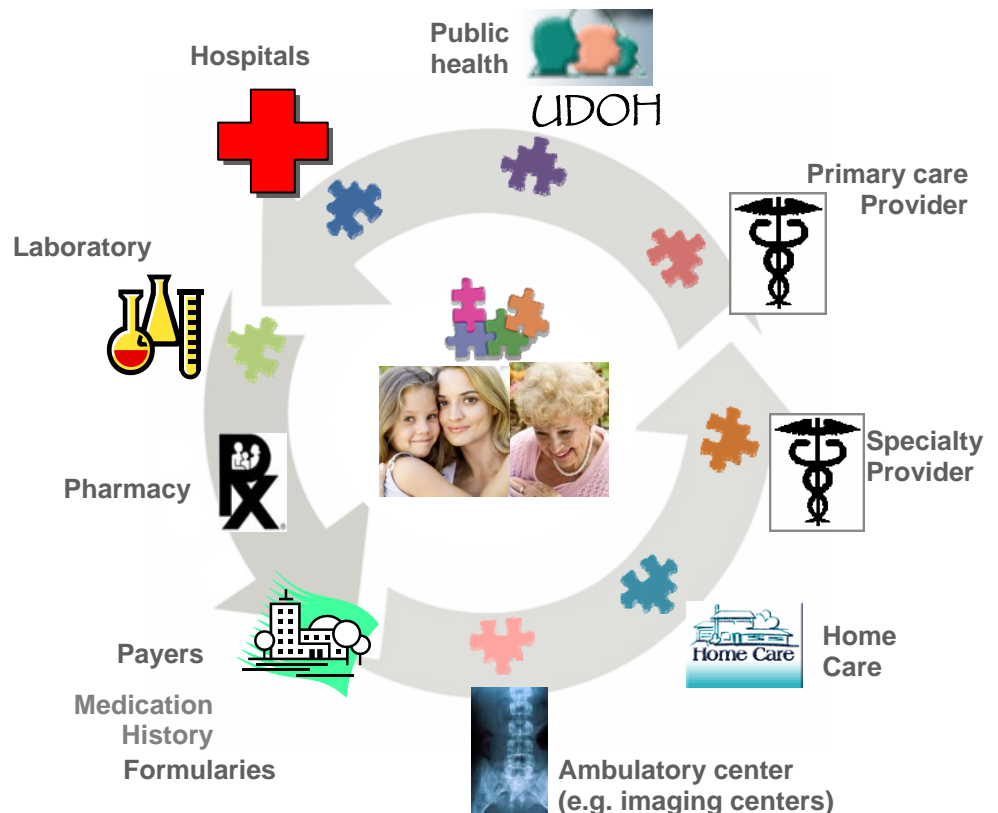 Public
health
Hospitals
UDOH
Primary care
Provider
Laboratory
Specialty
Provider
Pharmacy
RX
Home Care
Home
Care
Payers
Medication
History
Formularies
Ambulatory center
(e.g. imaging centers)